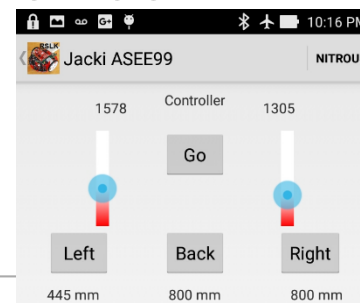 G+ 10:16 PM
RSLK Jacki ASEE99 NITROU
1578 Controller 1305
Go
Left Back Right
445 mm 800 mm 800 mm